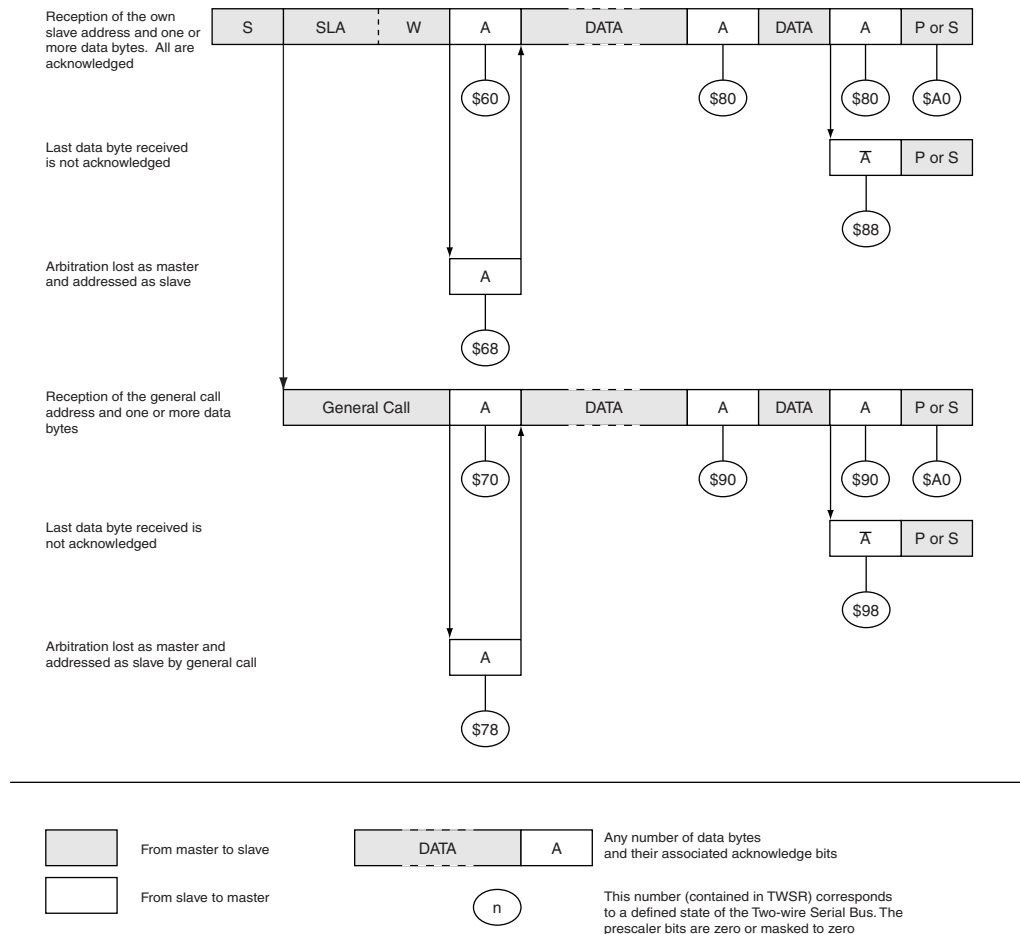 Reception of the own
slave address and one or
more data bytes. All are
acknowledged
S SLA W A DATA A DATA A P or S
$60 $80 $80 $A0
Last data byte received
is not acknowledged
A̅ P or S
$88
Arbitration lost as master
and addressed as slave
A
$68
Reception of the general call
address and one or more data
bytes
General Call A DATA A DATA A P or S
$70 $90 $90 $A0
Last data byte received is
not acknowledged
A̅ P or S
$98
Arbitration lost as master and
addressed as slave by general call
A
$78
From master to slave
From slave to master
DATA A
Any number of data bytes
and their associated acknowledge bits
n
This number (contained in TWSR) corresponds
to a defined state of the Two-wire Serial Bus. The
prescaler bits are zero or masked to zero